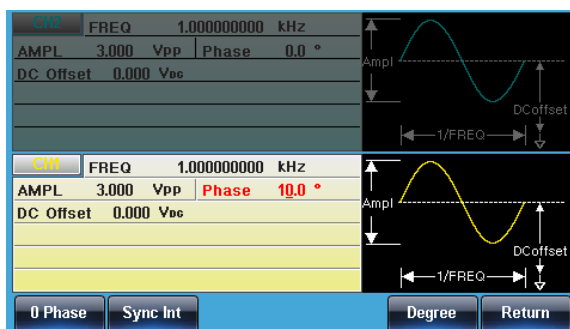 CH2 FREQ 1.000000000 kHz
AMPL 3.000 Vpp Phase 0.0 °
DC Offset 0.000 VDC
Ampl
DCoffset
1/FREQ
CH1 FREQ 1.000000000 kHz
AMPL 3.000 Vpp Phase 10.0 °
DC Offset 0.000 VDC
Ampl
DCoffset
1/FREQ
0 Phase Sync Int Degree Return